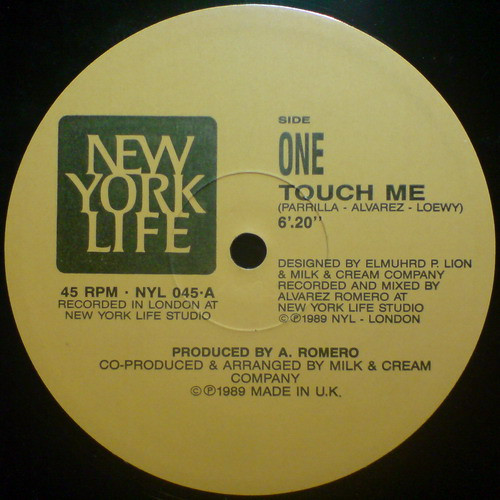 NEW
YORK
LIFE
45 RPM · NYL 045·A
RECORDED IN LONDON AT
NEW YORK LIFE STUDIO
SIDE
ONE
TOUCH ME
(PARRILLA - ALVAREZ - LOEWY)
6'.20"
DESIGNED BY ELMUHRD P. LION
& MILK & CREAM COMPANY
RECORDED AND MIXED BY
ALVAREZ ROMERO AT
NEW YORK LIFE STUDIO
©℗1989 NYL - LONDON
PRODUCED BY A. ROMERO
CO-PRODUCED & ARRANGED BY MILK & CREAM
COMPANY
©℗1989 MADE IN U.K.